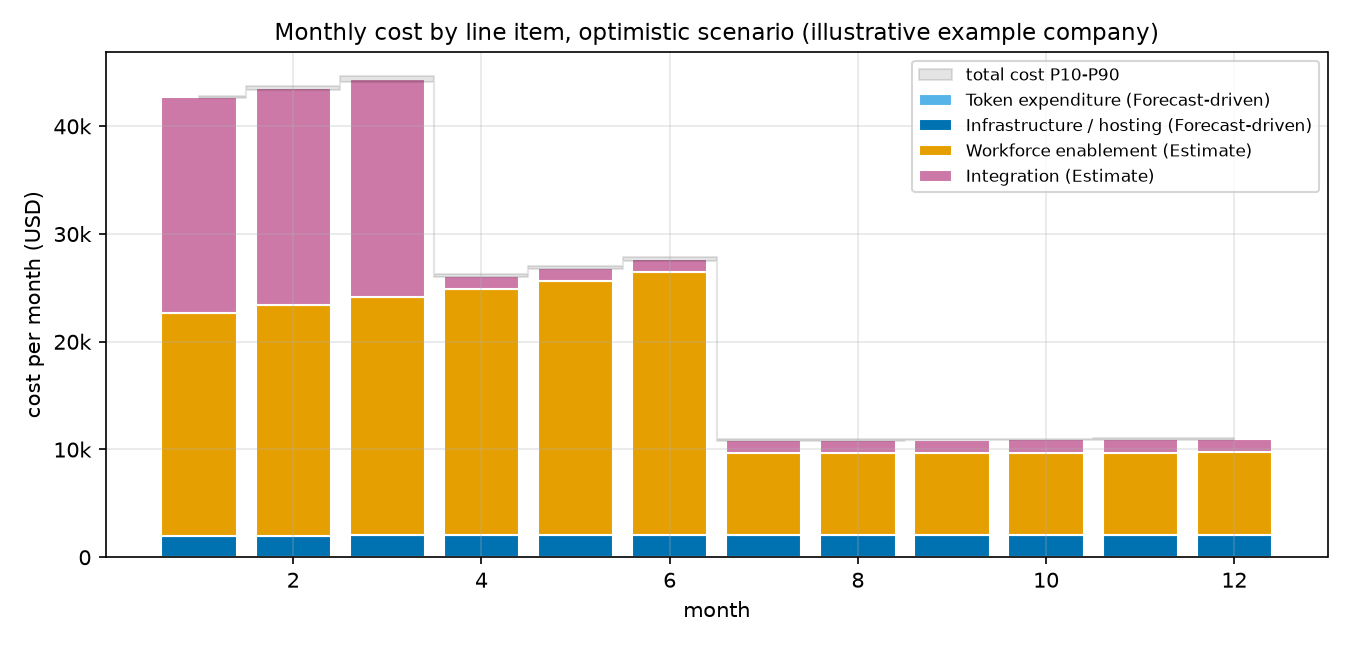 Monthly cost by line item, optimistic scenario (illustrative example company)
total cost P10-P90
Token expenditure (Forecast-driven)
Infrastructure / hosting (Forecast-driven)
Workforce enablement (Estimate)
Integration (Estimate)
cost per month (USD)
40k
30k
20k
10k
0
2 4 6 8 10 12
month